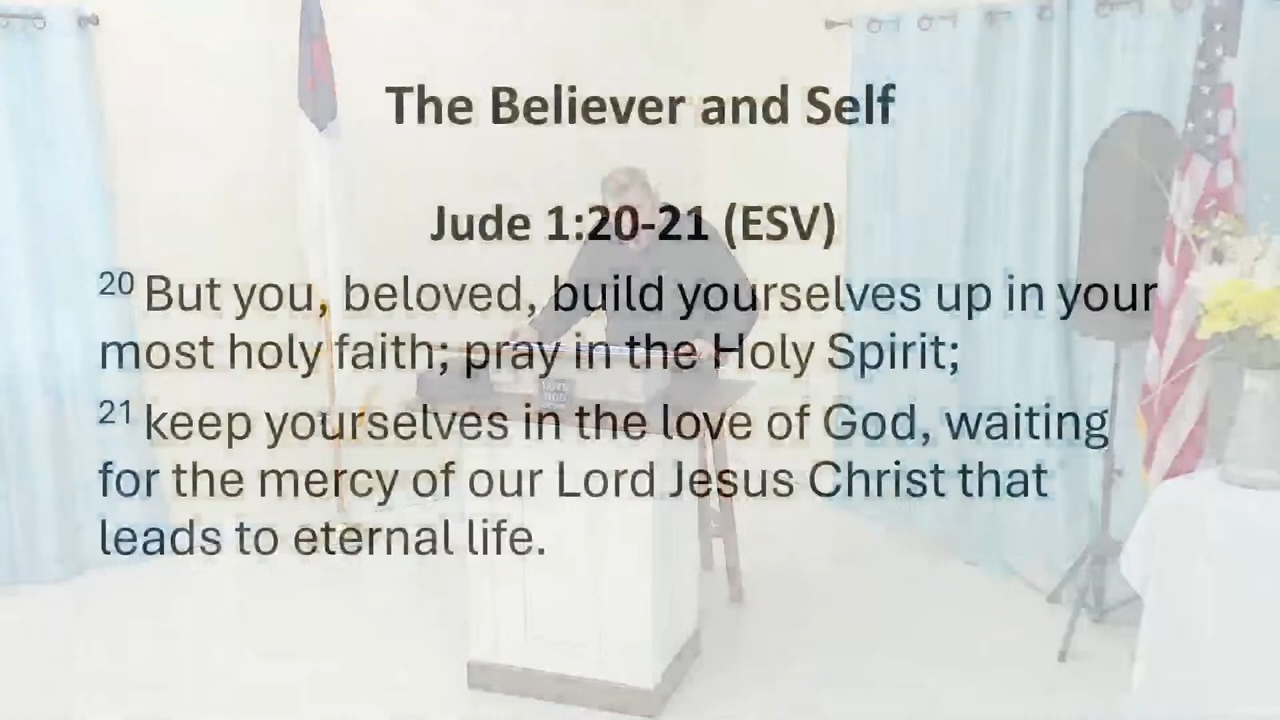 The Believer and Self
Jude 1:20-21 (ESV)
20 But you, beloved, build yourselves up in your
most holy faith; pray in the Holy Spirit;
21 keep yourselves in the love of God, waiting
for the mercy of our Lord Jesus Christ that
leads to eternal life.